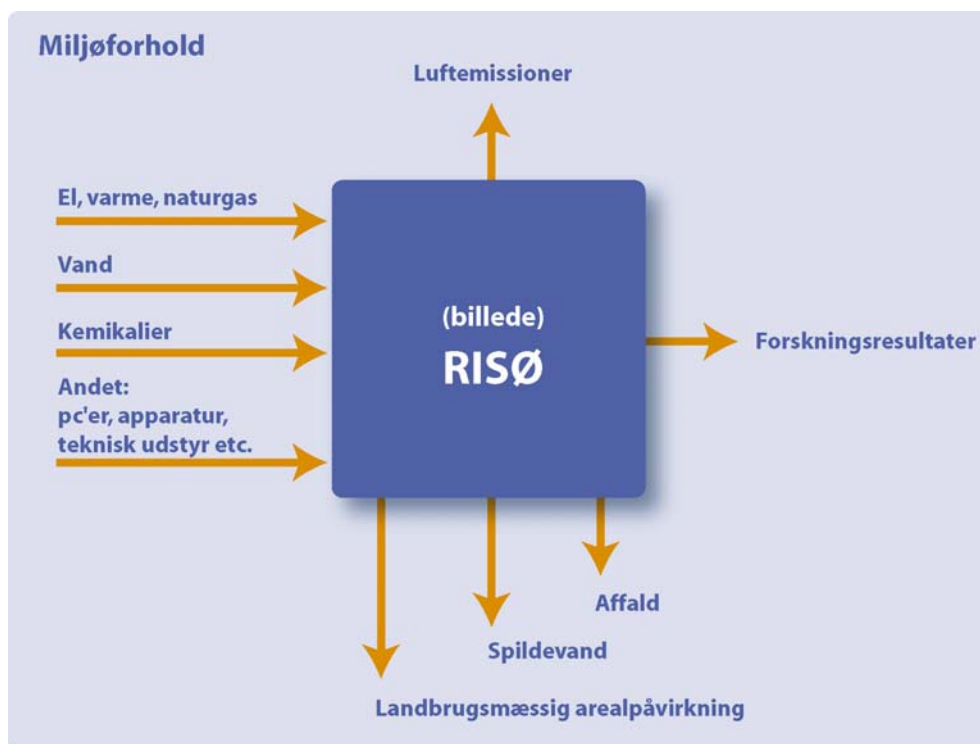 Miljøforhold
Luftemissioner
El, varme, naturgas
Vand
Kemikalier
Andet:
pc'er, apparatur,
teknisk udstyr etc.
(billede)
RISØ
Forskningsresultater
Affald
Spildevand
Landbrugsmæssig arealpåvirkning